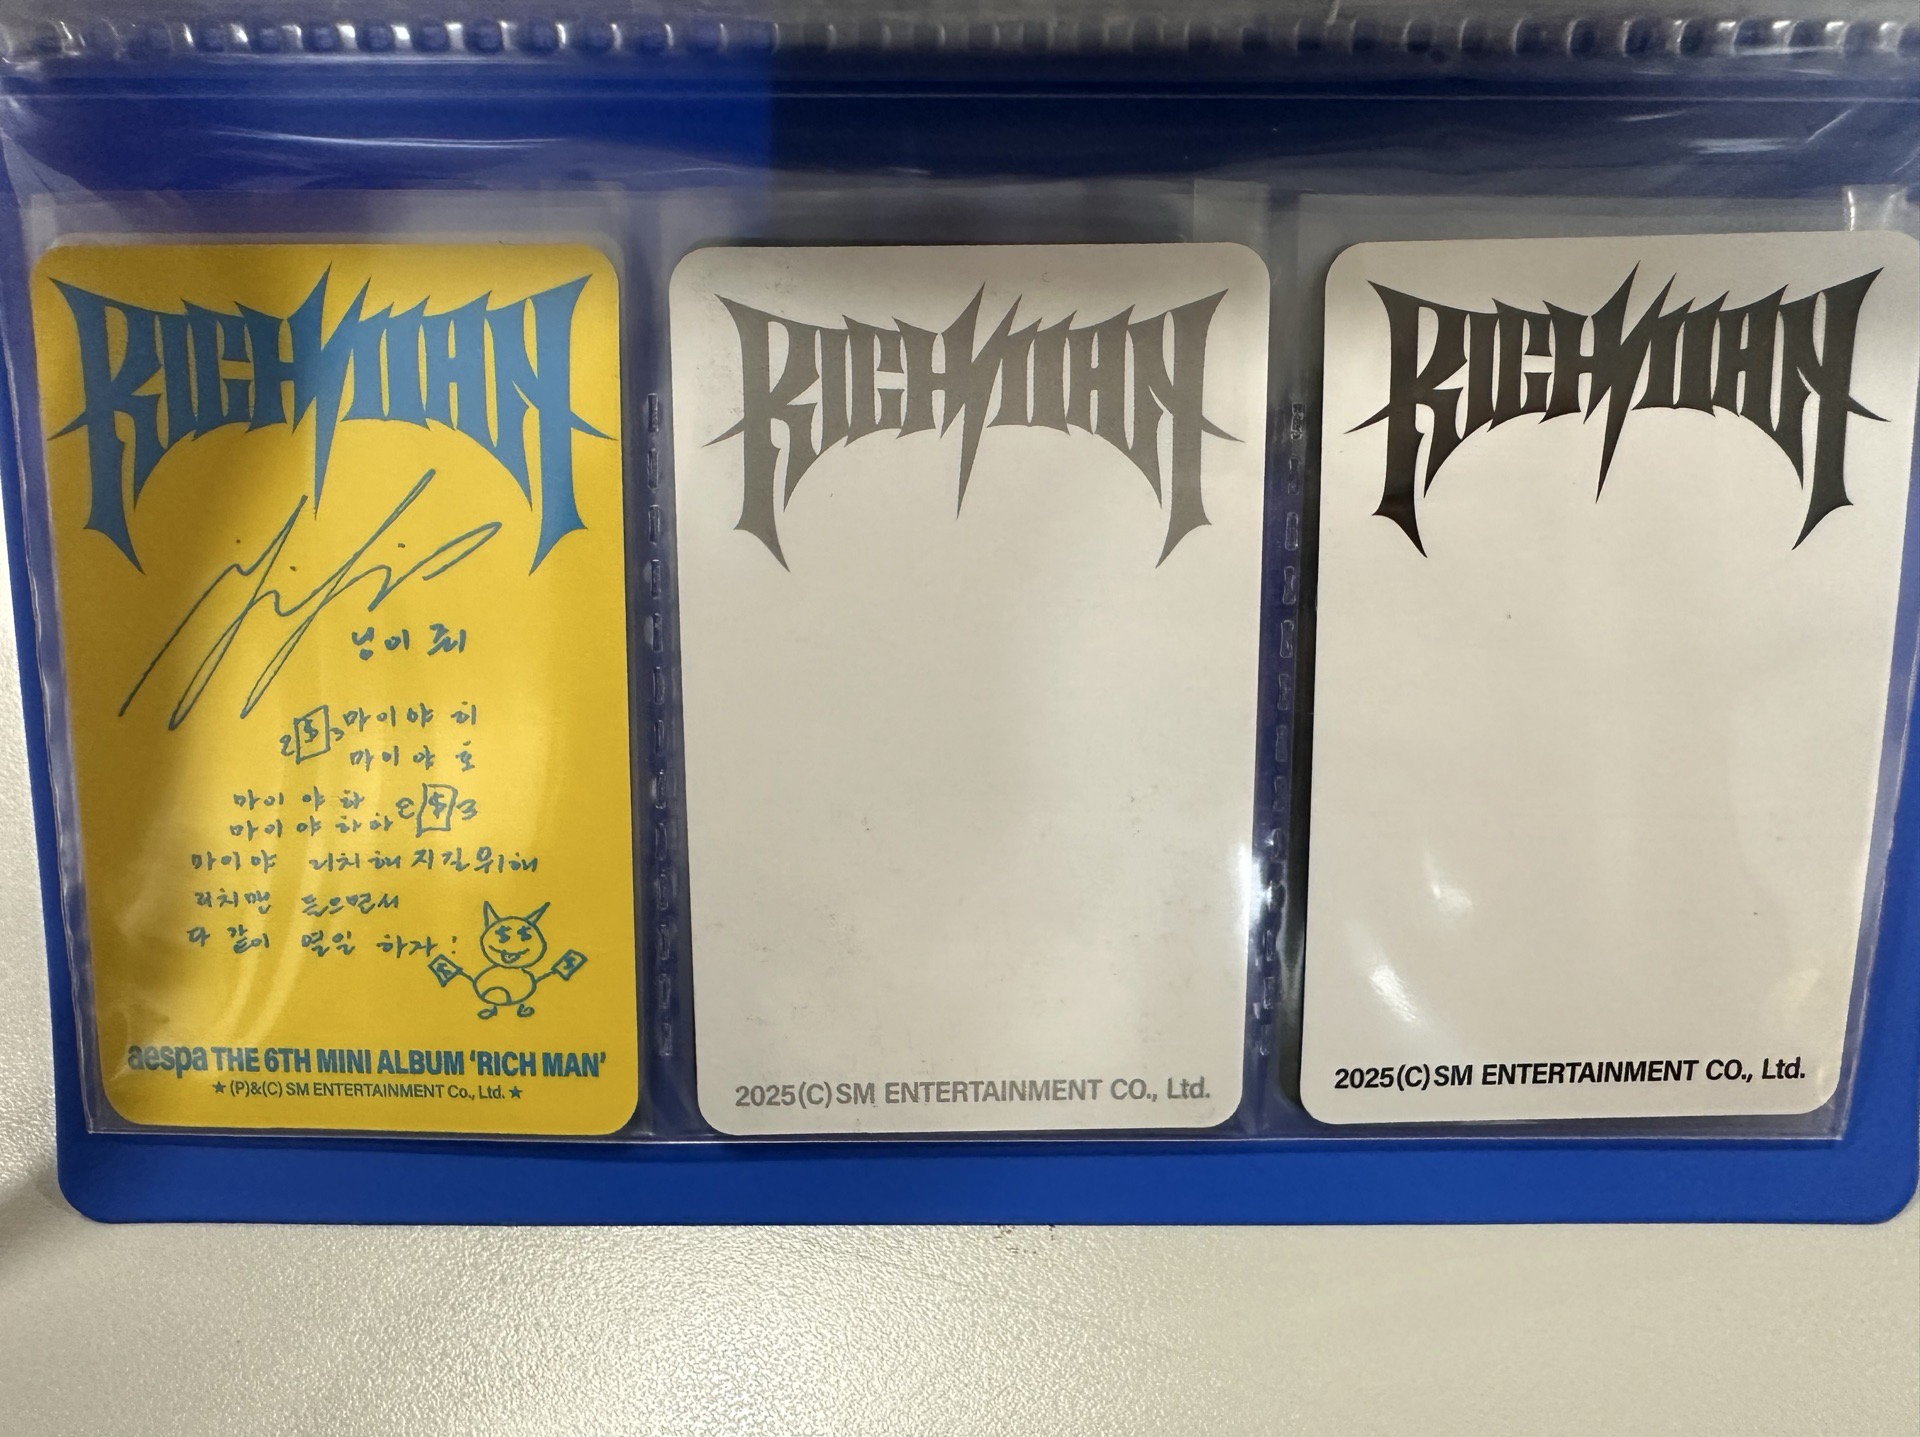 RICH MAN
닝이 쥐
$ 마이야 히
마이야 호
마이야 하 $
마이야 하하
마이야 리치해지길위해
리치맨 들으면서
다 같이 열일 하자!
$ $
$ $
aespa THE 6TH MINI ALBUM 'RICH MAN'
★ (P)&(C) SM ENTERTAINMENT Co., Ltd. ★
RICH MAN
2025(C) SM ENTERTAINMENT CO., Ltd.
RICH MAN
2025(C) SM ENTERTAINMENT CO., Ltd.